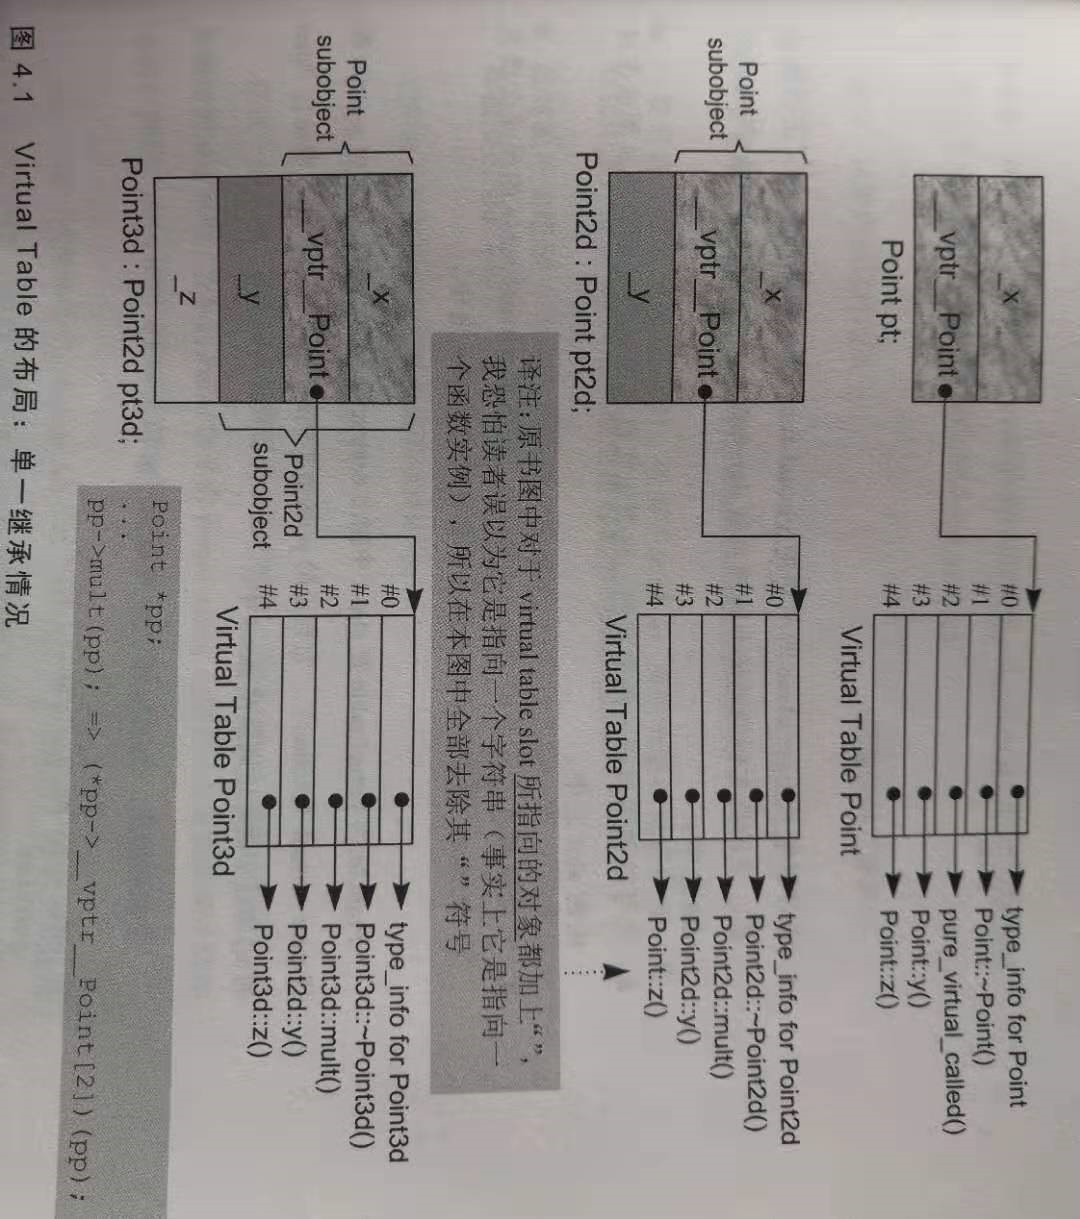 _x
__vptr__Point
Point pt;
#0
#1
#2
#3
#4
type_info for Point
Point::~Point()
pure_virtual_called()
Point::y()
Point::z()
Virtual Table Point
Point
subobject
_x
__vptr__Point
_y
Point2d : Point pt2d;
#0
#1
#2
#3
#4
type_info for Point2d
Point2d::~Point2d()
Point2d::mult()
Point2d::y()
Point::z()
Virtual Table Point2d
译注：原书图中对于 virtual table slot 所指向的对象都加上“”，
我恐怕读者误以为它是指向一个字符串（事实上它是指向一
个函数实例），所以在本图中全部去除其“”符号
Point
subobject
_x
__vptr__Point
_y
_z
Point2d
subobject
Point3d : Point2d pt3d;
#0
#1
#2
#3
#4
type_info for Point3d
Point3d::~Point3d()
Point3d::mult()
Point2d::y()
Point3d::z()
Virtual Table Point3d
Point *pp;
...
pp->mult(pp); => (*pp->__vptr__Point[2])(pp);
图 4.1 Virtual Table 的布局：单一继承情况